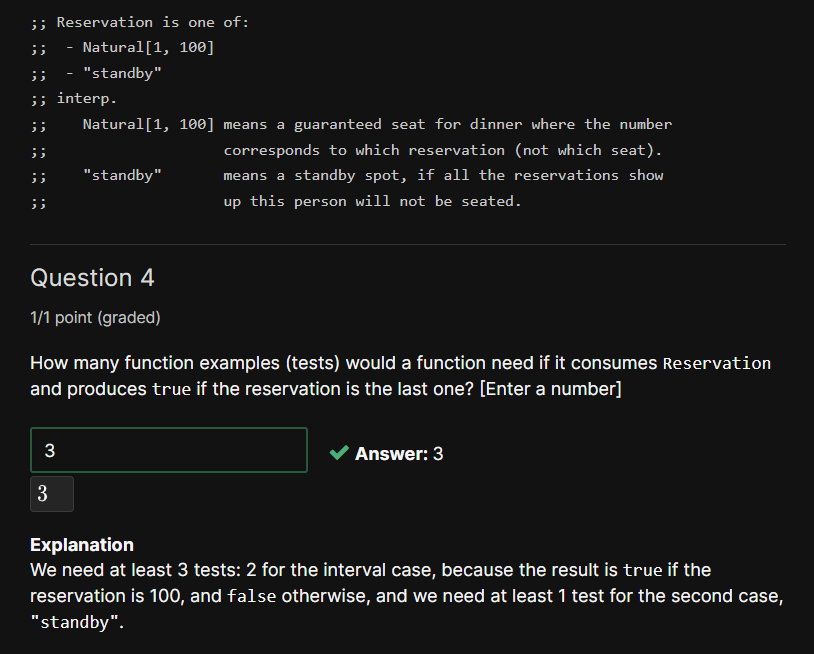 ;; Reservation is one of:
;;  - Natural[1, 100]
;;  - "standby"
;; interp.
;;    Natural[1, 100] means a guaranteed seat for dinner where the number
;;                    corresponds to which reservation (not which seat).
;;    "standby"       means a standby spot, if all the reservations show
;;                    up this person will not be seated.
Question 4
1/1 point (graded)
How many function examples (tests) would a function need if it consumes Reservation
and produces true if the reservation is the last one? [Enter a number]
3
Answer: 3
3
Explanation
We need at least 3 tests: 2 for the interval case, because the result is true if the
reservation is 100, and false otherwise, and we need at least 1 test for the second case,
"standby".